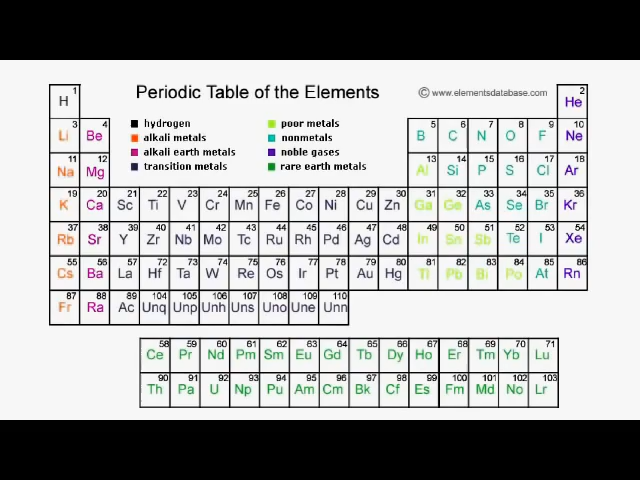 1 2
H Periodic Table of the Elements © www.elementsdatabase.com He
3 4 hydrogen poor metals 5 6 7 8 9 10
Li Be alkali metals nonmetals B C N O F Ne
11 12 alkali earth metals noble gases 13 14 15 16 17 18
Na Mg transition metals rare earth metals Al Si P S Cl Ar
19 20 21 22 23 24 25 26 27 28 29 30 31 32 33 34 35 36
K Ca Sc Ti V Cr Mn Fe Co Ni Cu Zn Ga Ge As Se Br Kr
37 38 39 40 41 42 43 44 45 46 47 48 49 50 51 52 53 54
Rb Sr Y Zr Nb Mo Tc Ru Rh Pd Ag Cd In Sn Sb Te I Xe
55 56 57 72 73 74 75 76 77 78 79 80 81 82 83 84 85 86
Cs Ba La Hf Ta W Re Os Ir Pt Au Hg Tl Pb Bi Po At Rn
87 88 89 104 105 106 107 108 109 110
Fr Ra Ac Unq Unp Unh Uns Uno Une Unn
58 59 60 61 62 63 64 65 66 67 68 69 70 71
Ce Pr Nd Pm Sm Eu Gd Tb Dy Ho Er Tm Yb Lu
90 91 92 93 94 95 96 97 98 99 100 101 102 103
Th Pa U Np Pu Am Cm Bk Cf Es Fm Md No Lr